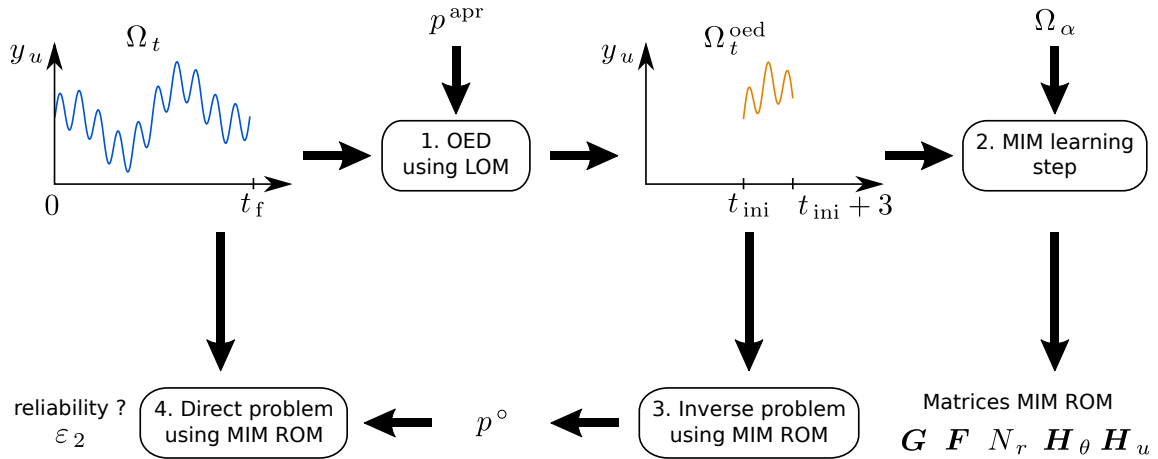 Ω_t
p^apr
Ω_t^oed
Ω_α
y_u
1. OED
using LOM
2. MIM learning
step
0
t_f
t_ini
t_ini + 3
reliability ?
ε_2
4. Direct problem
using MIM ROM
p°
3. Inverse problem
using MIM ROM
Matrices MIM ROM
G F N_r H_θ H_u